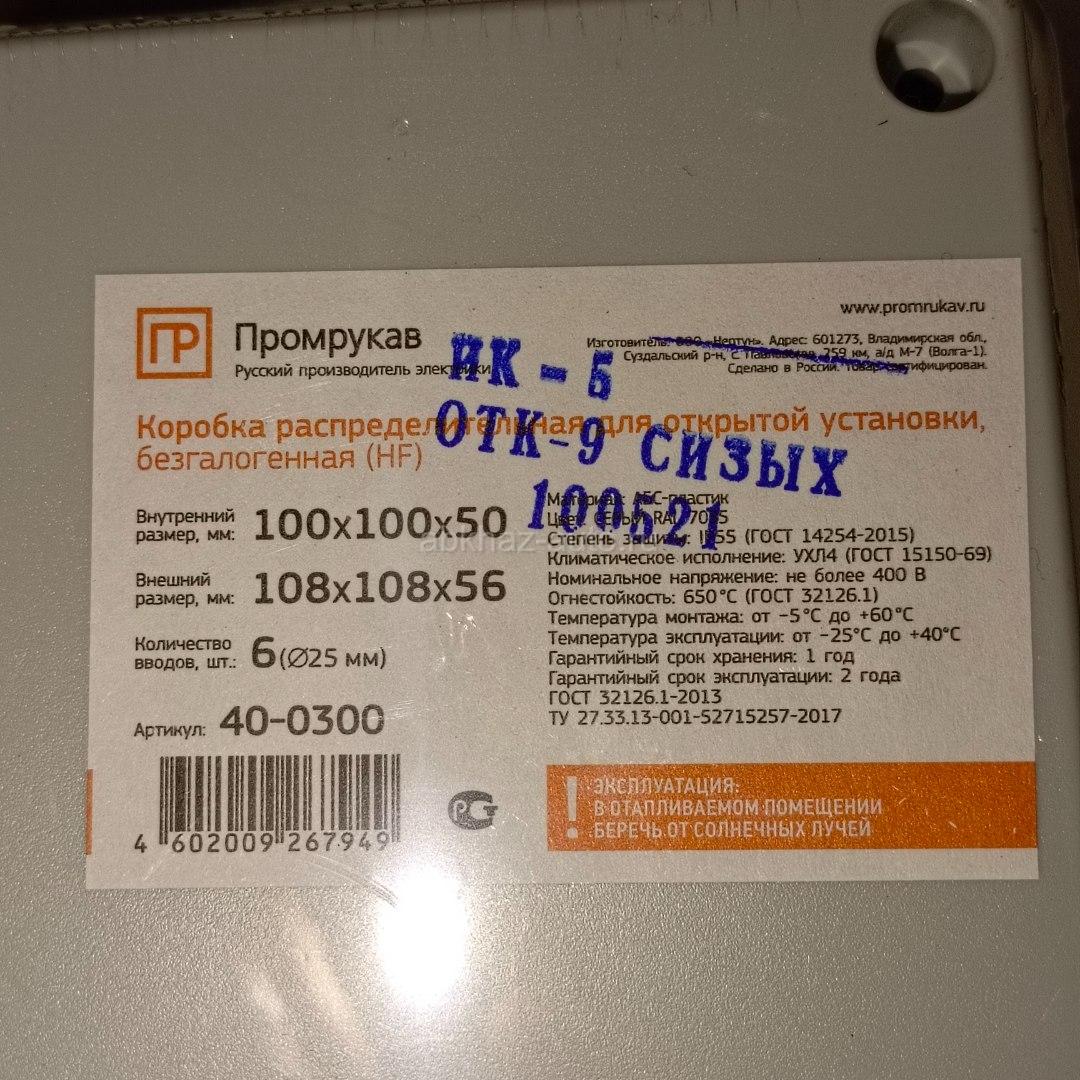 www.promrukav.ru
ПР
Промрукав
Русский производитель электрики
Изготовитель: ООО «Нептун». Адрес: 601273, Владимирская обл.,
Суздальский р-н, с. Павловское, 259 км, а/д М-7 (Волга-1).
Сделано в России. Товар сертифицирован.
ИК - 5
ОТК-9 СИЗЫХ
100521
Коробка распределительная для открытой установки,
безгалогенная (HF)
Внутренний
размер, мм: 100x100x50
Внешний
размер, мм: 108x108x56
Количество
вводов, шт.: 6 (Ø25 мм)
Артикул: 40-0300
4 602009 267949
Материал: АБС-пластик
Цвет: серый RAL 7035
Степень защиты: IP55 (ГОСТ 14254-2015)
Климатическое исполнение: УХЛ4 (ГОСТ 15150-69)
Номинальное напряжение: не более 400 В
Огнестойкость: 650°C (ГОСТ 32126.1)
Температура монтажа: от -5°C до +60°C
Температура эксплуатации: от -25°C до +40°C
Гарантийный срок хранения: 1 год
Гарантийный срок эксплуатации: 2 года
ГОСТ 32126.1-2013
ТУ 27.33.13-001-52715257-2017
РСТ
! ЭКСПЛУАТАЦИЯ:
В ОТАПЛИВАЕМОМ ПОМЕЩЕНИИ
БЕРЕЧЬ ОТ СОЛНЕЧНЫХ ЛУЧЕЙ